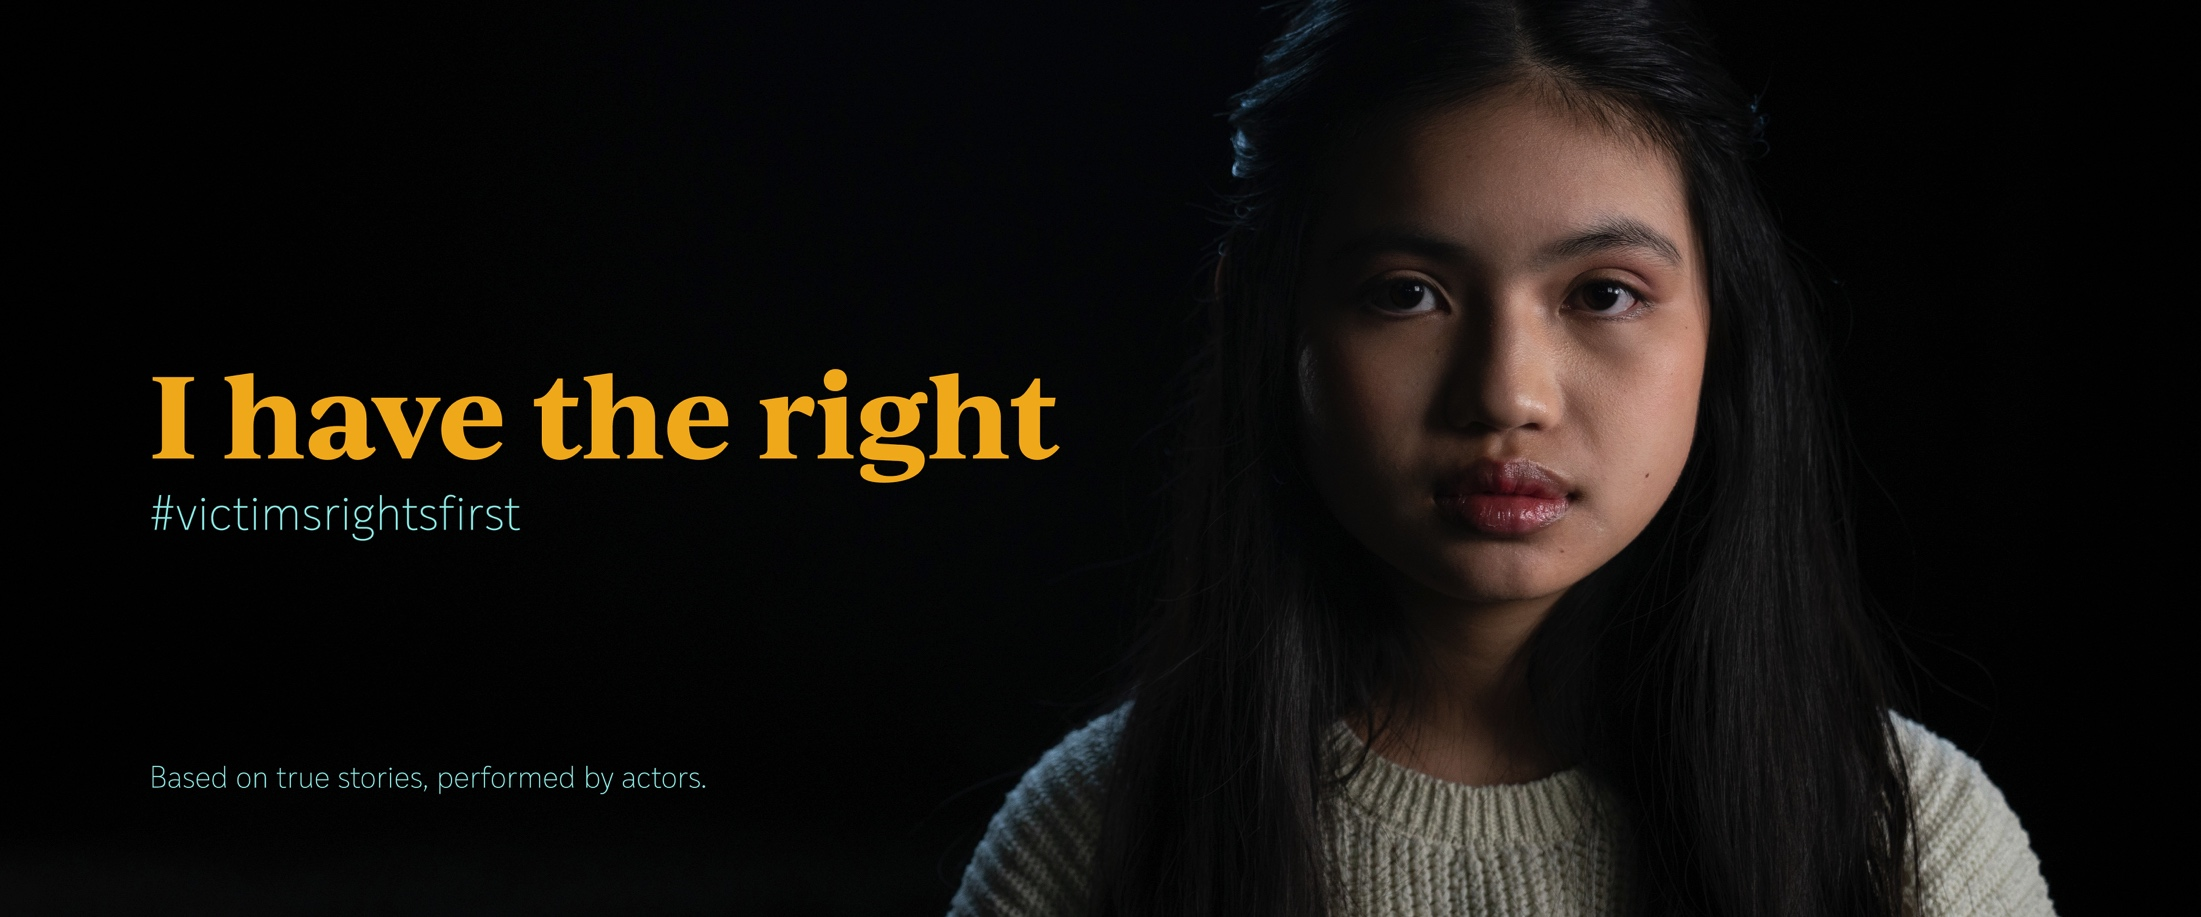 I have the right
#victimsrightsfirst
Based on true stories, performed by actors.